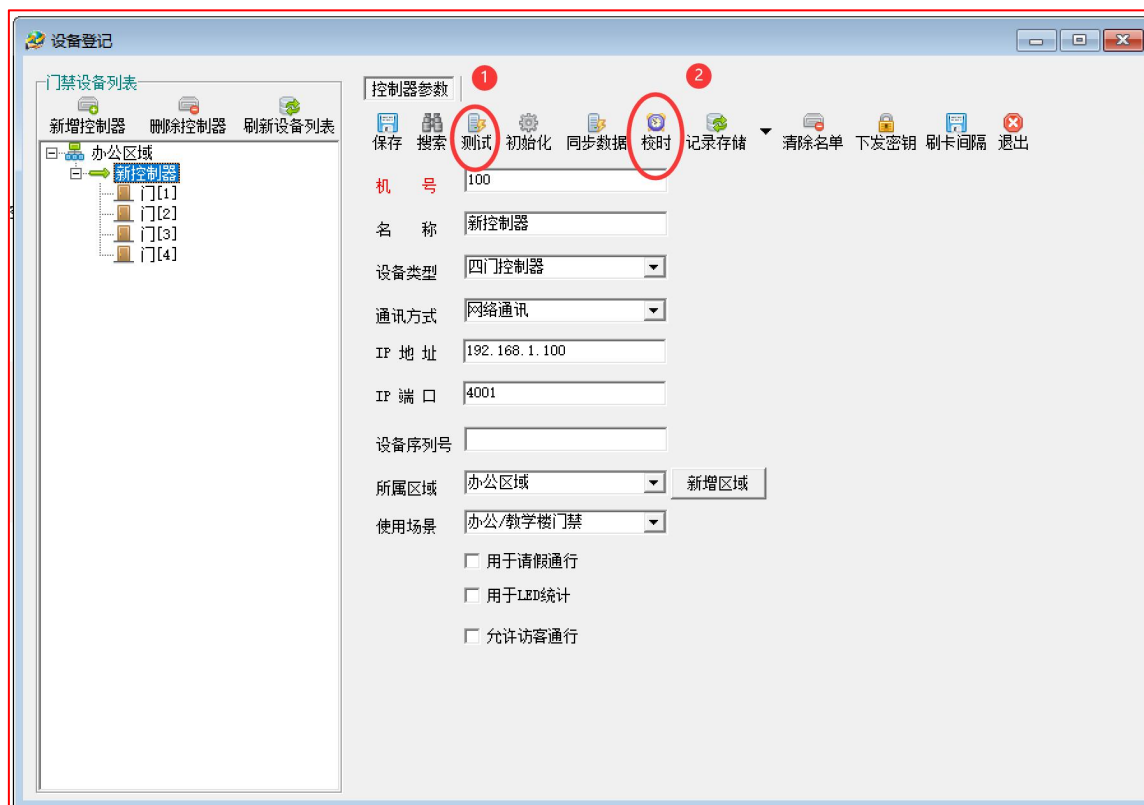 设备登记
门禁设备列表
新增控制器 删除控制器 刷新设备列表
办公区域
新控制器
门[1]
门[2]
门[3]
门[4]
控制器参数
1
2
保存 搜索 测试 初始化 同步数据 校时 记录存储 清除名单 下发密钥 刷卡间隔 退出
机 号 100
名 称 新控制器
设备类型 四门控制器
通讯方式 网络通讯
IP 地 址 192.168.1.100
IP 端 口 4001
设备序列号
所属区域 办公区域 新增区域
使用场景 办公/教学楼门禁
用于请假通行
用于LED统计
允许访客通行